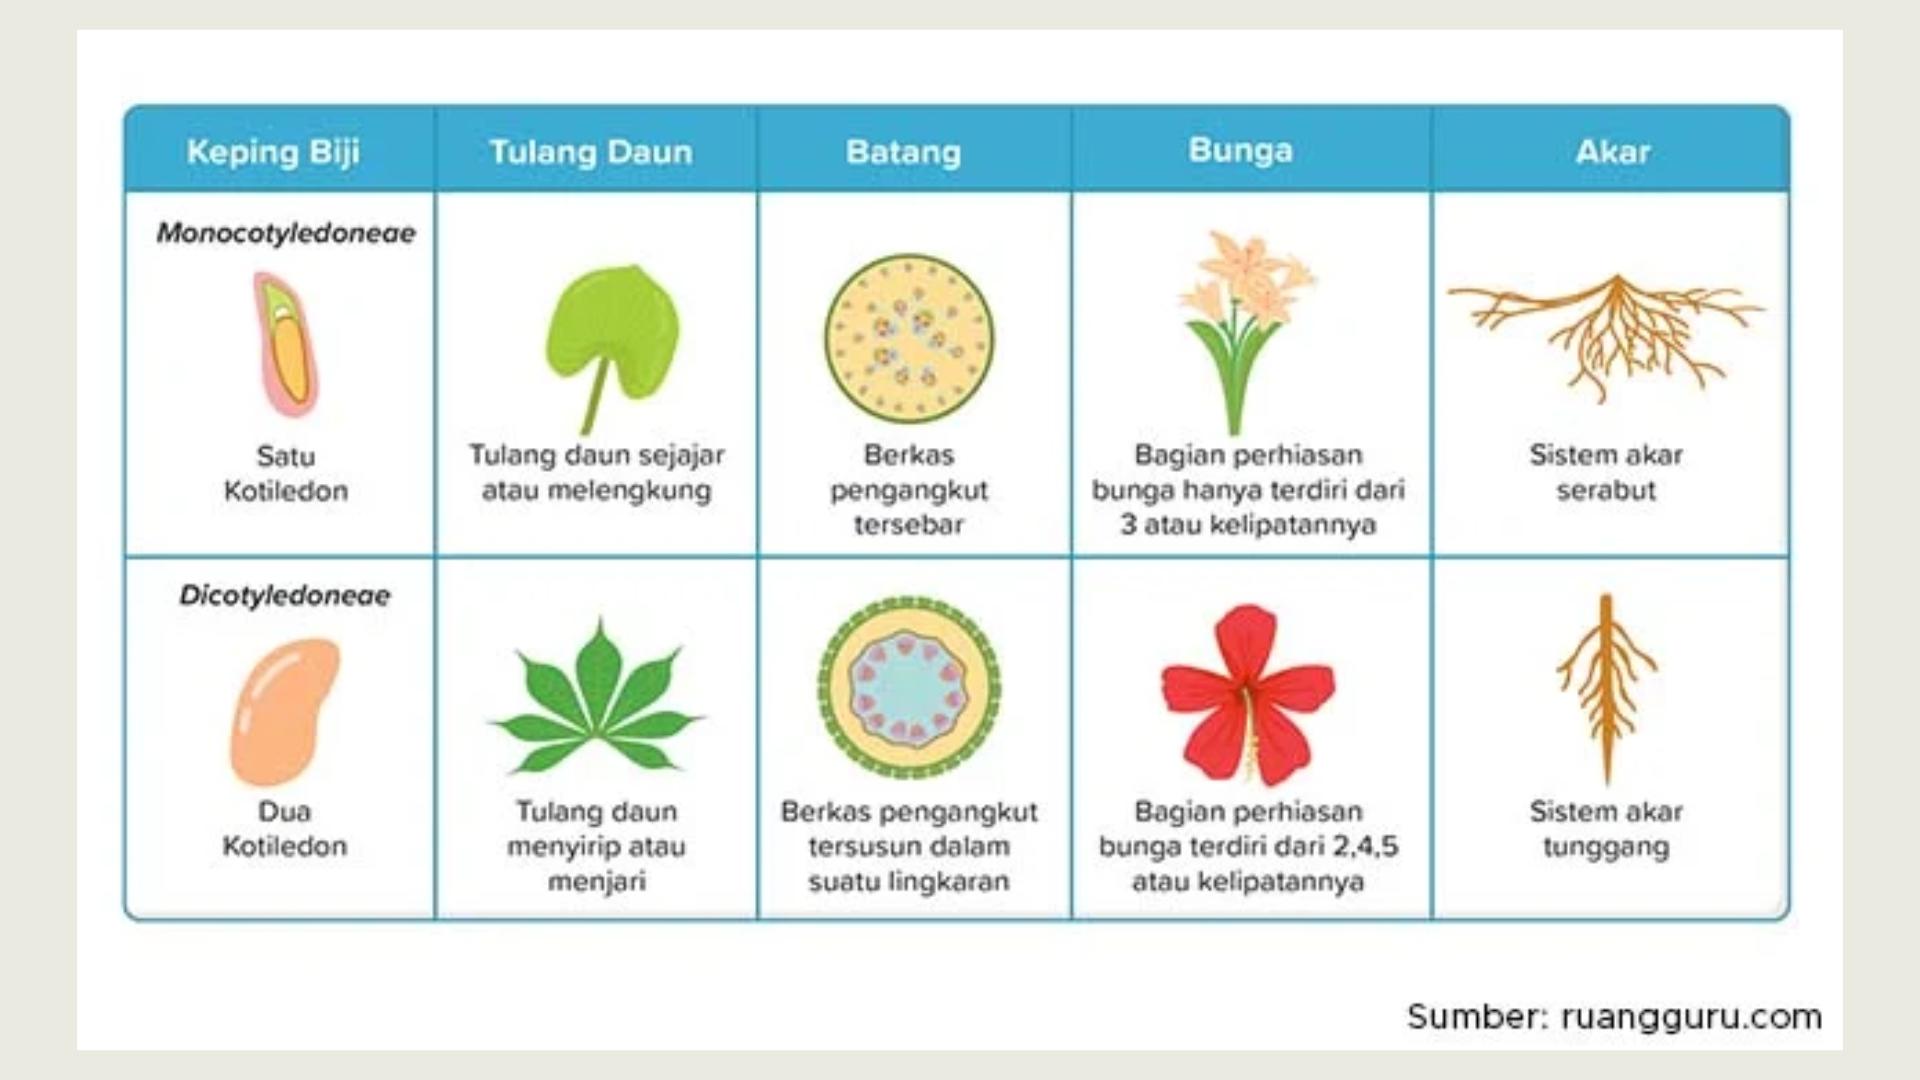 Keping Biji
Tulang Daun
Batang
Bunga
Akar
Monocotyledoneae
Satu
Kotiledon
Tulang daun sejajar
atau melengkung
Berkas
pengangkut
tersebar
Bagian perhiasan
bunga hanya terdiri dari
3 atau kelipatannya
Sistem akar
serabut
Dicotyledoneae
Dua
Kotiledon
Tulang daun
menyirip atau
menjari
Berkas pengangkut
tersusun dalam
suatu lingkaran
Bagian perhiasan
bunga terdiri dari 2,4,5
atau kelipatannya
Sistem akar
tunggang
Sumber: ruangguru.com